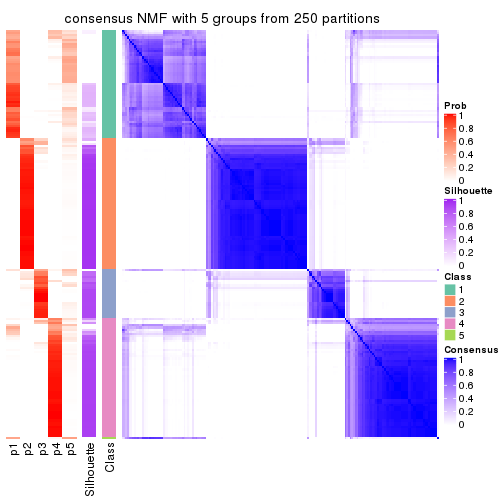 consensus NMF with 5 groups from 250 partitions
Prob
1
0.8
0.6
0.4
0.2
0
Silhouette
1
0.8
0.6
0.4
0.2
0
Class
1
2
3
4
5
Consensus
1
0.8
0.6
0.4
0.2
0
p1
p2
p3
p4
p5
Silhouette
Class